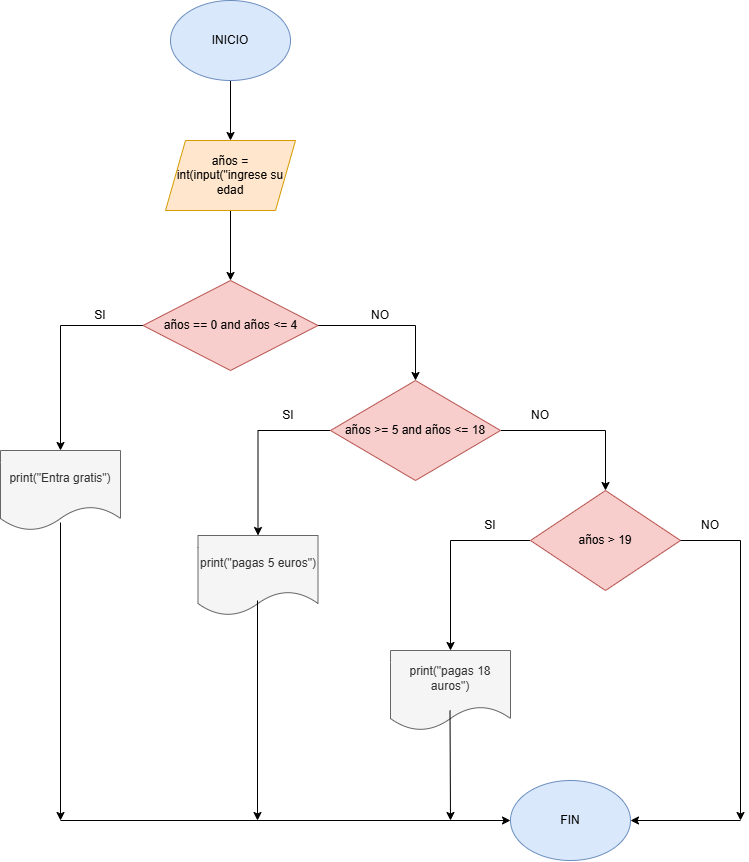 INICIO
años =
int(input("ingrese su
edad
SI
años == 0 and años <= 4
NO
SI
años >= 5 and años <= 18
NO
print("Entra gratis")
SI
años > 19
NO
print("pagas 5 euros")
print("pagas 18
auros")
FIN